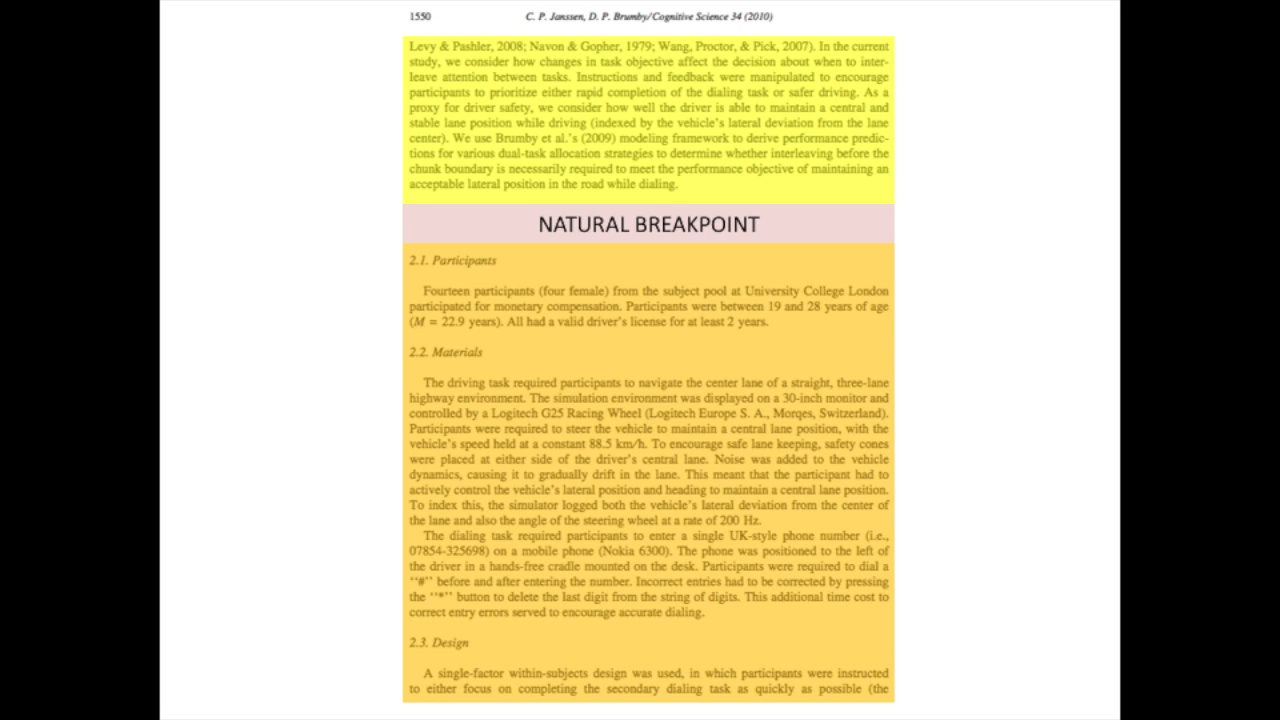 1550 C. P. Janssen, D. P. Brumby/Cognitive Science 34 (2010)
Levy & Pashler, 2008; Navon & Gopher, 1979; Wang, Proctor, & Pick, 2007). In the current
study, we consider how changes in task objective affect the decision about when to inter-
leave attention between tasks. Instructions and feedback were manipulated to encourage
participants to prioritize either rapid completion of the dialing task or safer driving. As a
proxy for driver safety, we consider how well the driver is able to maintain a central and
stable lane position while driving (indexed by the vehicle's lateral deviation from the lane
center). We use Brumby et al.'s (2009) modeling framework to derive performance predic-
tions for various dual-task allocation strategies to determine whether interleaving before the
chunk boundary is necessarily required to meet the performance objective of maintaining an
acceptable lateral position in the road while dialing.
NATURAL BREAKPOINT
2.1. Participants
Fourteen participants (four female) from the subject pool at University College London
participated for monetary compensation. Participants were between 19 and 28 years of age
(M = 22.9 years). All had a valid driver's license for at least 2 years.
2.2. Materials
The driving task required participants to navigate the center lane of a straight, three-lane
highway environment. The simulation environment was displayed on a 30-inch monitor and
controlled by a Logitech G25 Racing Wheel (Logitech Europe S. A., Morges, Switzerland).
Participants were required to steer the vehicle to maintain a central lane position, with the
vehicle's speed held at a constant 88.5 km/h. To encourage safe lane keeping, safety cones
were placed at either side of the driver's central lane. Noise was added to the vehicle
dynamics, causing it to gradually drift in the lane. This meant that the participant had to
actively control the vehicle's lateral position and heading to maintain a central lane position.
To index this, the simulator logged both the vehicle's lateral deviation from the center of
the lane and also the angle of the steering wheel at a rate of 200 Hz.
The dialing task required participants to enter a single UK-style phone number (i.e.,
07854-325698) on a mobile phone (Nokia 6300). The phone was positioned to the left of
the driver in a hands-free cradle mounted on the desk. Participants were required to dial a
''#'' before and after entering the number. Incorrect entries had to be corrected by pressing
the ''*'' button to delete the last digit from the string of digits. This additional time cost to
correct entry errors served to encourage accurate dialing.
2.3. Design
A single-factor within-subjects design was used, in which participants were instructed
to either focus on completing the secondary dialing task as quickly as possible (the